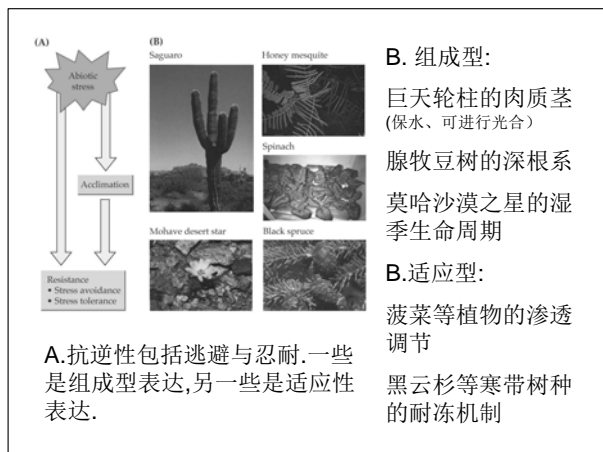 (A)
(B)
Abiotic
stress
Acclimation
Resistance
• Stress avoidance
• Stress tolerance
Saguaro
Honey mesquite
Spinach
Mohave desert star
Black spruce
A.抗逆性包括逃避与忍耐.一些
是组成型表达,另一些是适应性
表达.
B. 组成型:
巨天轮柱的肉质茎
(保水、可进行光合）
腺牧豆树的深根系
莫哈沙漠之星的湿
季生命周期
B.适应型:
菠菜等植物的渗透
调节
黑云杉等寒带树种
的耐冻机制